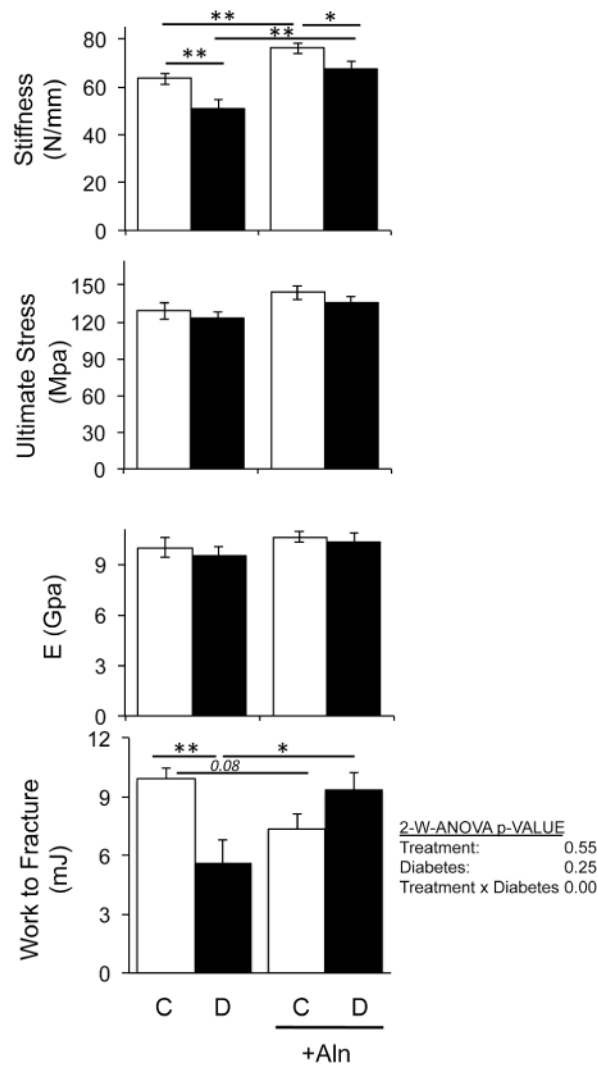 ** *
**
**
80
60
40
20
0
Stiffness
(N/mm)
150
120
90
60
30
0
Ultimate Stress
(Mpa)
9
6
3
0
E (Gpa)
12
9
6
3
0
Work to Fracture
(mJ)
** *
0.08
2-W-ANOVA p-VALUE
Treatment: 0.55
Diabetes: 0.25
Treatment x Diabetes 0.00
C D C D
+Aln